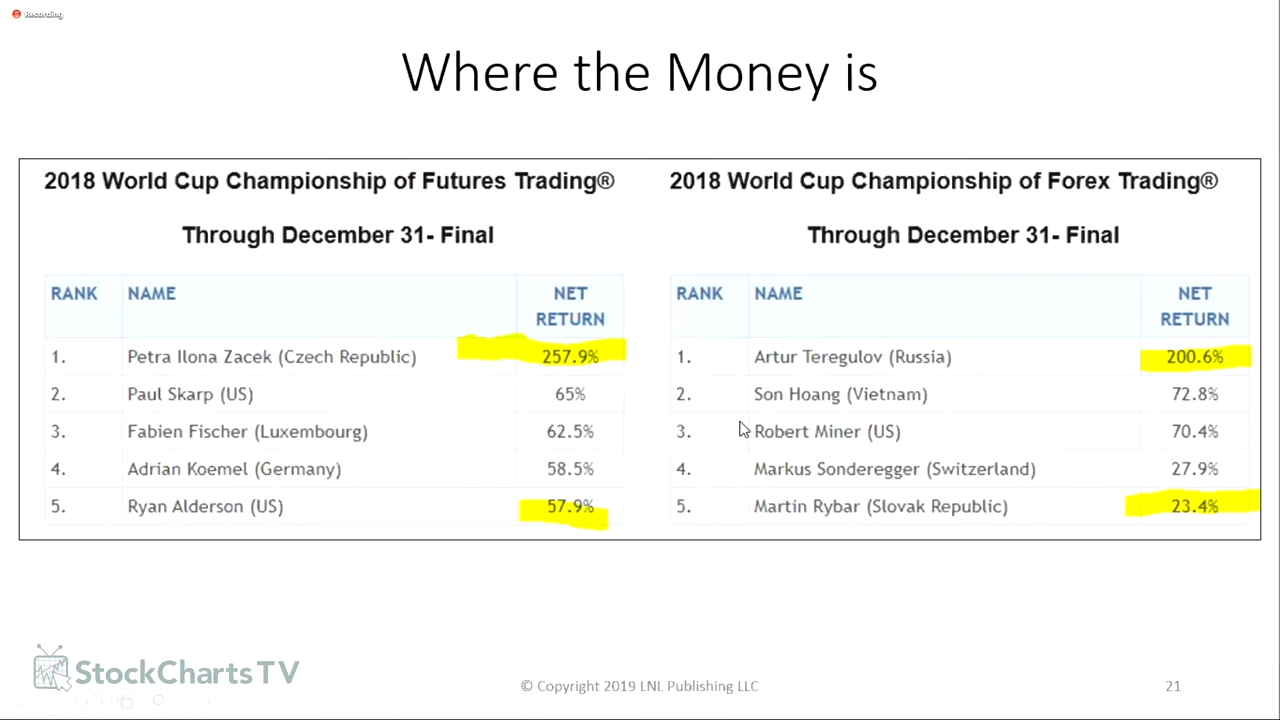 Recording
Where the Money is
2018 World Cup Championship of Futures Trading®
Through December 31- Final
RANK NAME NET RETURN
1. Petra Ilona Zacek (Czech Republic) 257.9%
2. Paul Skarp (US) 65%
3. Fabien Fischer (Luxembourg) 62.5%
4. Adrian Koemel (Germany) 58.5%
5. Ryan Alderson (US) 57.9%
2018 World Cup Championship of Forex Trading®
Through December 31- Final
RANK NAME NET RETURN
1. Artur Teregulov (Russia) 200.6%
2. Son Hoang (Vietnam) 72.8%
3. Robert Miner (US) 70.4%
4. Markus Sonderegger (Switzerland) 27.9%
5. Martin Rybar (Slovak Republic) 23.4%
StockChartsTV
© Copyright 2019 LNL Publishing LLC
21